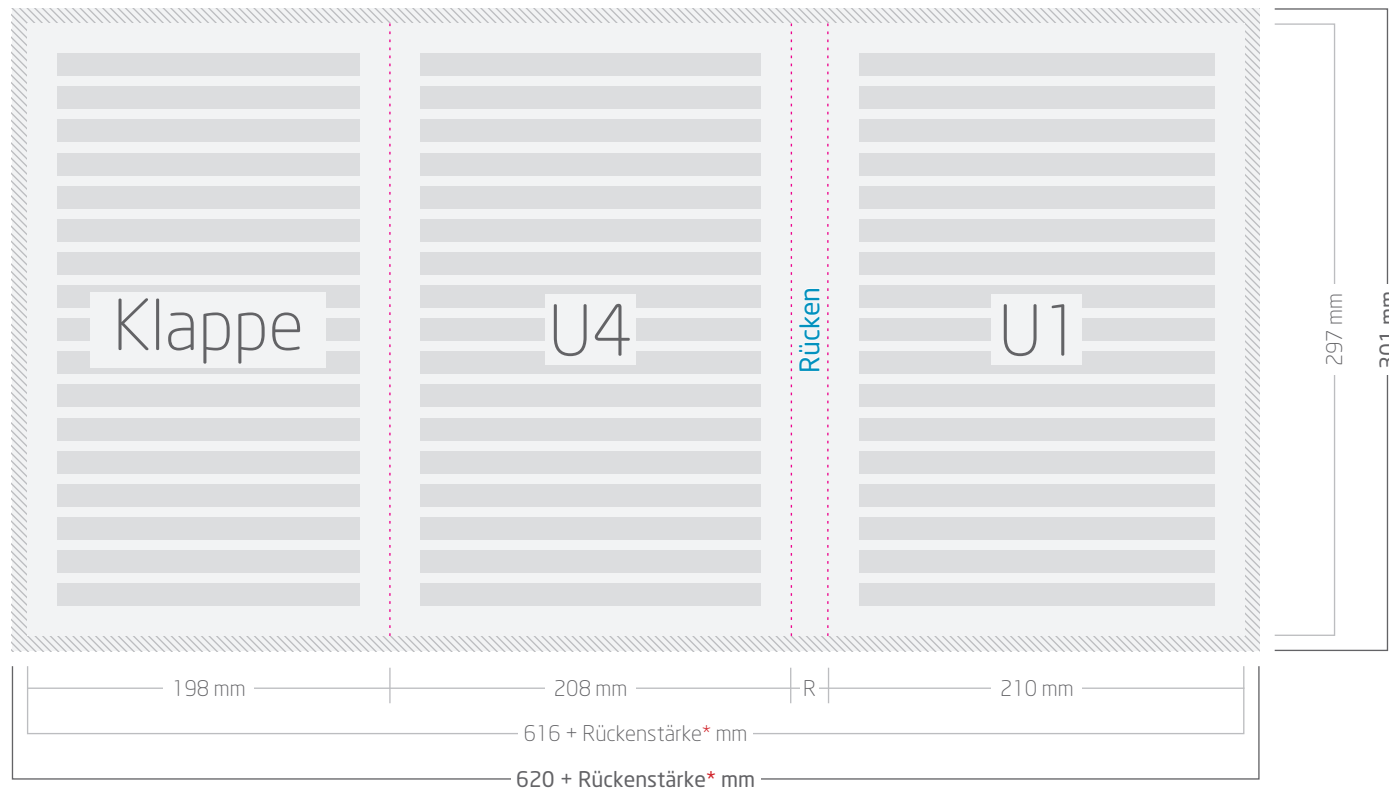 Klappe
U4
Rücken
U1
297 mm
301 mm
198 mm
208 mm
R
210 mm
616 + Rückenstärke* mm
620 + Rückenstärke* mm